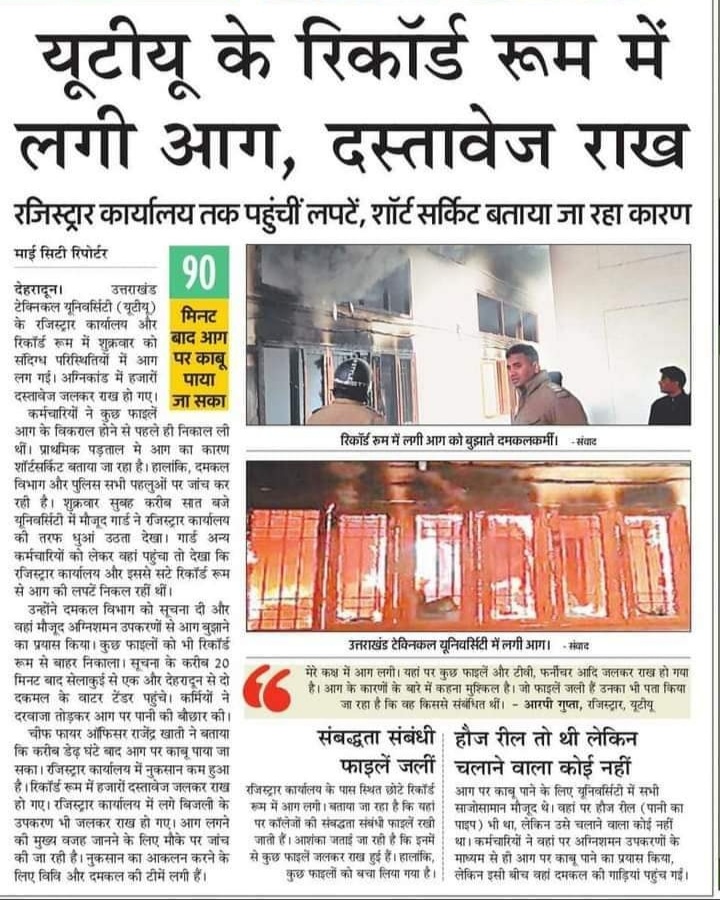 यूटीयू के रिकॉर्ड रूम में
लगी आग, दस्तावेज राख
रजिस्ट्रार कार्यालय तक पहुंचीं लपटें, शॉर्ट सर्किट बताया जा रहा कारण
माई सिटी रिपोर्टर
देहरादून। उत्तराखंड
टेक्निकल यूनिवर्सिटी (यूटीयू)
के रजिस्ट्रार कार्यालय और
रिकॉर्ड रूम में शुक्रवार को
संदिग्ध परिस्थितियों में आग
लग गई। अग्निकांड में हजारों
दस्तावेज जलकर राख हो गए।
कर्मचारियों ने कुछ फाइलें
आग के विकराल होने से पहले ही निकाल ली
थीं। प्राथमिक पड़ताल मे आग का कारण
शॉर्टसर्किट बताया जा रहा है। हालांकि, दमकल
विभाग और पुलिस सभी पहलुओं पर जांच कर
रही है। शुक्रवार सुबह करीब सात बजे
यूनिवर्सिटी में मौजूद गार्ड ने रजिस्ट्रार कार्यालय
की तरफ धुआं उठता देखा। गार्ड अन्य
कर्मचारियों को लेकर वहां पहुंचा तो देखा कि
रजिस्ट्रार कार्यालय और इससे सटे रिकॉर्ड रूम
से आग की लपटें निकल रहीं थीं।
उन्होंने दमकल विभाग को सूचना दी और
वहां मौजूद अग्निशमन उपकरणों से आग बुझाने
का प्रयास किया। कुछ फाइलों को भी रिकॉर्ड
रूम से बाहर निकाला। सूचना के करीब 20
मिनट बाद सेलाकुई से एक और देहरादून से दो
दकमल के वाटर टेंडर पहुंचे। कर्मियों ने
दरवाजा तोड़कर आग पर पानी की बौछार की।
चीफ फायर ऑफिसर राजेंद्र खाती ने बताया
कि करीब डेढ़ घंटे बाद आग पर काबू पाया जा
सका। रजिस्ट्रार कार्यालय में नुकसान कम हुआ
है। रिकॉर्ड रूम में हजारों दस्तावेज जलकर राख
हो गए। रजिस्ट्रार कार्यालय में लगे बिजली के
उपकरण भी जलकर राख हो गए। आग लगने
की मुख्य वजह जानने के लिए मौके पर जांच
की जा रही है। नुकसान का आकलन करने के
लिए विवि और दमकल की टीमें लगी हैं।
90
मिनट
बाद आग
पर काबू
पाया
जा सका
रिकॉर्ड रूम में लगी आग को बुझाते दमकलकर्मी। -संवाद
उत्तराखंड टेक्निकल यूनिवर्सिटी में लगी आग। - संवाद
मेरे कक्ष में आग लगी। यहां पर कुछ फाइलें और टीवी, फर्नीचर आदि जलकर राख हो गया
है। आग के कारणों के बारे में कहना मुश्किल है। जो फाइलें जली हैं उनका भी पता किया
जा रहा है कि वह किससे संबंधित थीं। - आरपी गुप्ता, रजिस्ट्रार, यूटीयू
संबद्धता संबंधी
फाइलें जलीं
रजिस्ट्रार कार्यालय के पास स्थित छोटे रिकॉर्ड
रूम में आग लगी। बताया जा रहा है कि यहां
पर कॉलेजों की संबद्धता संबंधी फाइलें रखी
जाती हैं। आशंका जताई जा रही है कि इनमें
से कुछ फाइलें जलकर राख हुई हैं। हालांकि,
कुछ फाइलों को बचा लिया गया है।
हौज रील तो थी लेकिन
चलाने वाला कोई नहीं
आग पर काबू पाने के लिए यूनिवर्सिटी में सभी
साजोसामान मौजूद थे। वहां पर हौज रील (पानी का
पाइप) भी था, लेकिन उसे चलाने वाला कोई नहीं
था। कर्मचारियों ने वहां पर अग्निशमन उपकरणों के
माध्यम से ही आग पर काबू पाने का प्रयास किया,
लेकिन इसी बीच वहां दमकल की गाड़ियां पहुंच गईं।